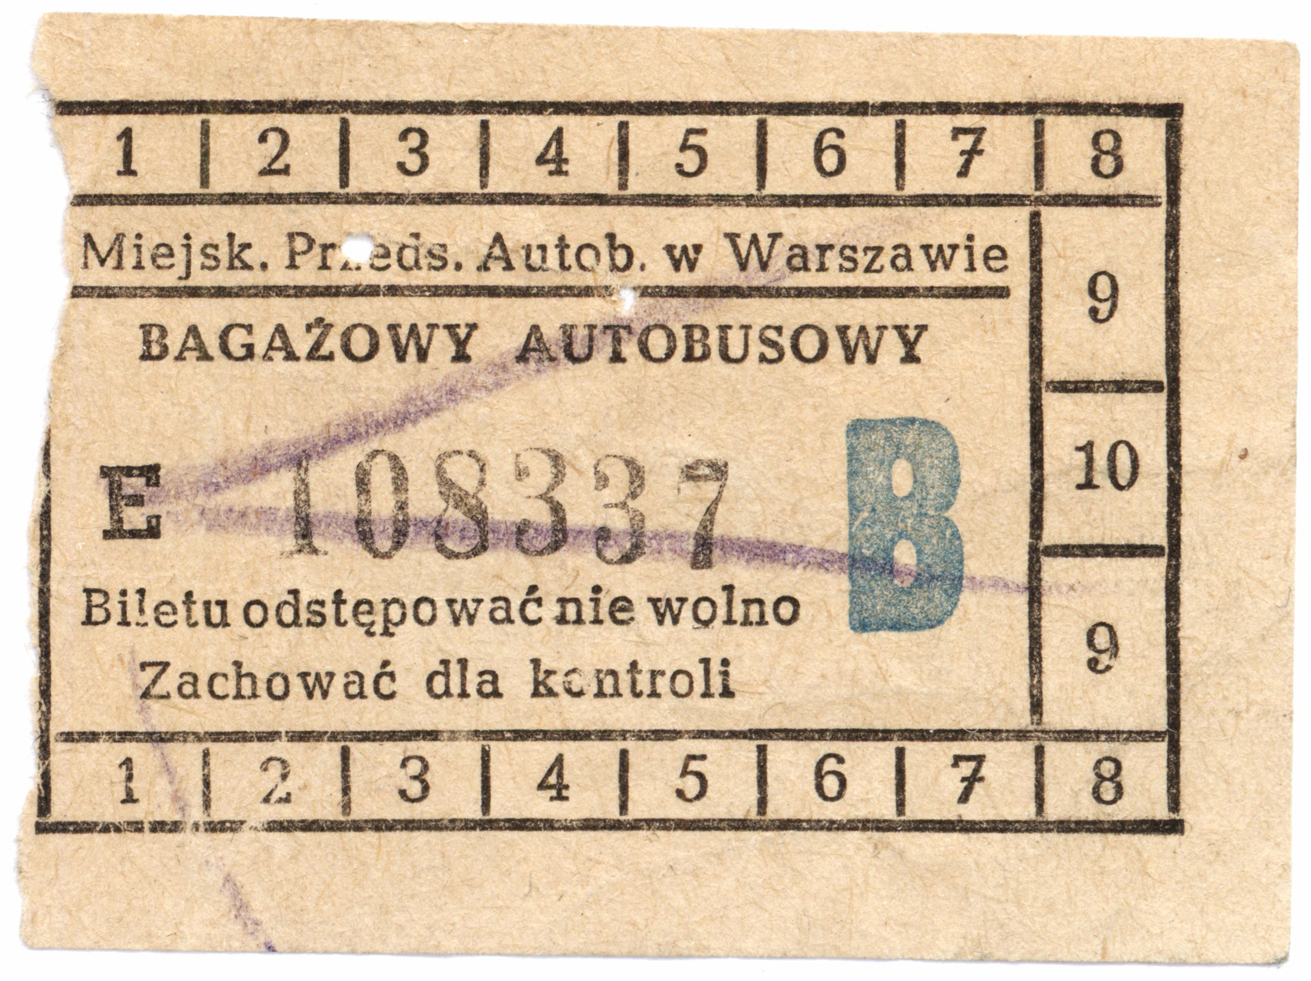 1 | 2 | 3 | 4 | 5 | 6 | 7 | 8
Miejsk. Przeds. Autob. w Warszawie
9
BAGAŻOWY AUTOBUSOWY
E 108337 B
10
Biletu odstępować nie wolno
9
Zachować dla kontroli
1 | 2 | 3 | 4 | 5 | 6 | 7 | 8